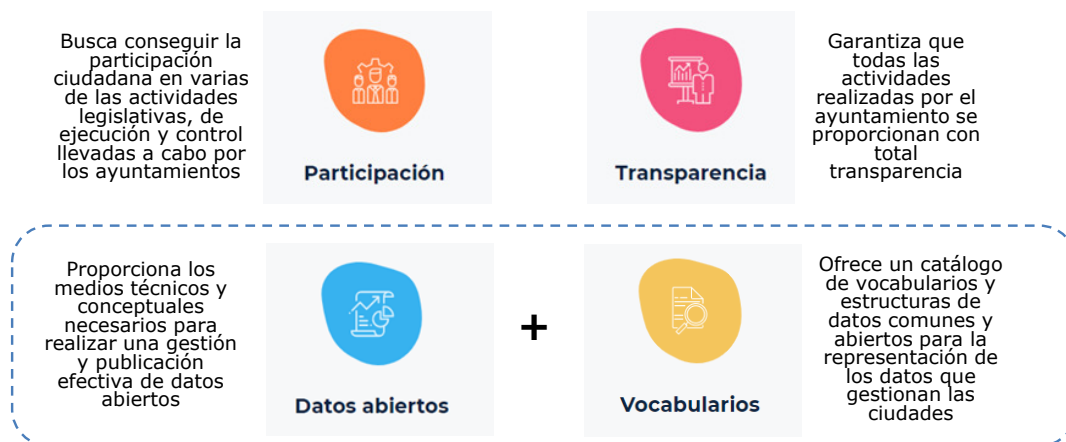 Busca conseguir la
participación
ciudadana en varias
de las actividades
legislativas, de
ejecución y control
llevadas a cabo por
los ayuntamientos
Participación
Transparencia
Garantiza que
todas las
actividades
realizadas por el
ayuntamiento se
proporcionan con
total
transparencia
Proporciona los
medios técnicos y
conceptuales
necesarios para
realizar una gestión
y publicación
efectiva de datos
abiertos
Datos abiertos
+
Vocabularios
Ofrece un catálogo
de vocabularios y
estructuras de
datos comunes y
abiertos para la
representación de
los datos que
gestionan las
ciudades